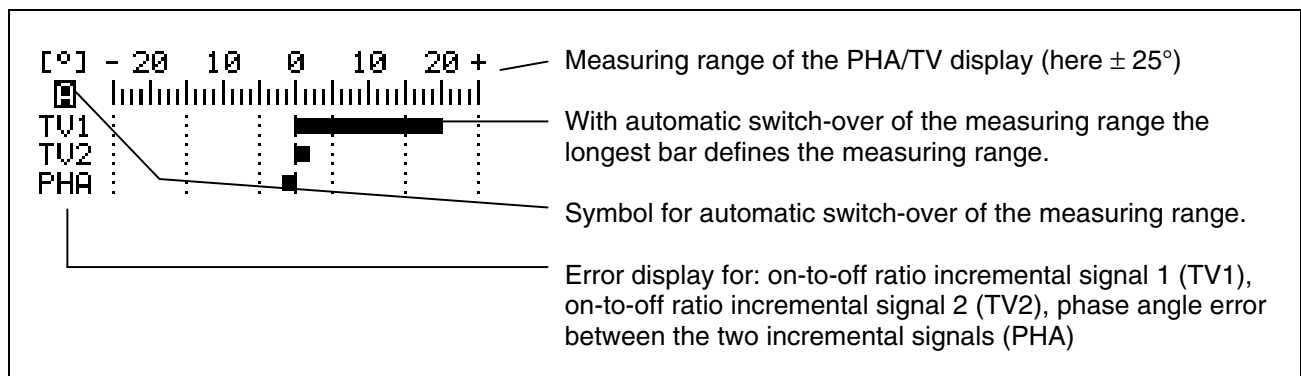 [°] - 20 10 0 10 20 +
A
TV1
TV2
PHA
Measuring range of the PHA/TV display (here ± 25°)
With automatic switch-over of the measuring range the
longest bar defines the measuring range.
Symbol for automatic switch-over of the measuring range.
Error display for: on-to-off ratio incremental signal 1 (TV1),
on-to-off ratio incremental signal 2 (TV2), phase angle error
between the two incremental signals (PHA)